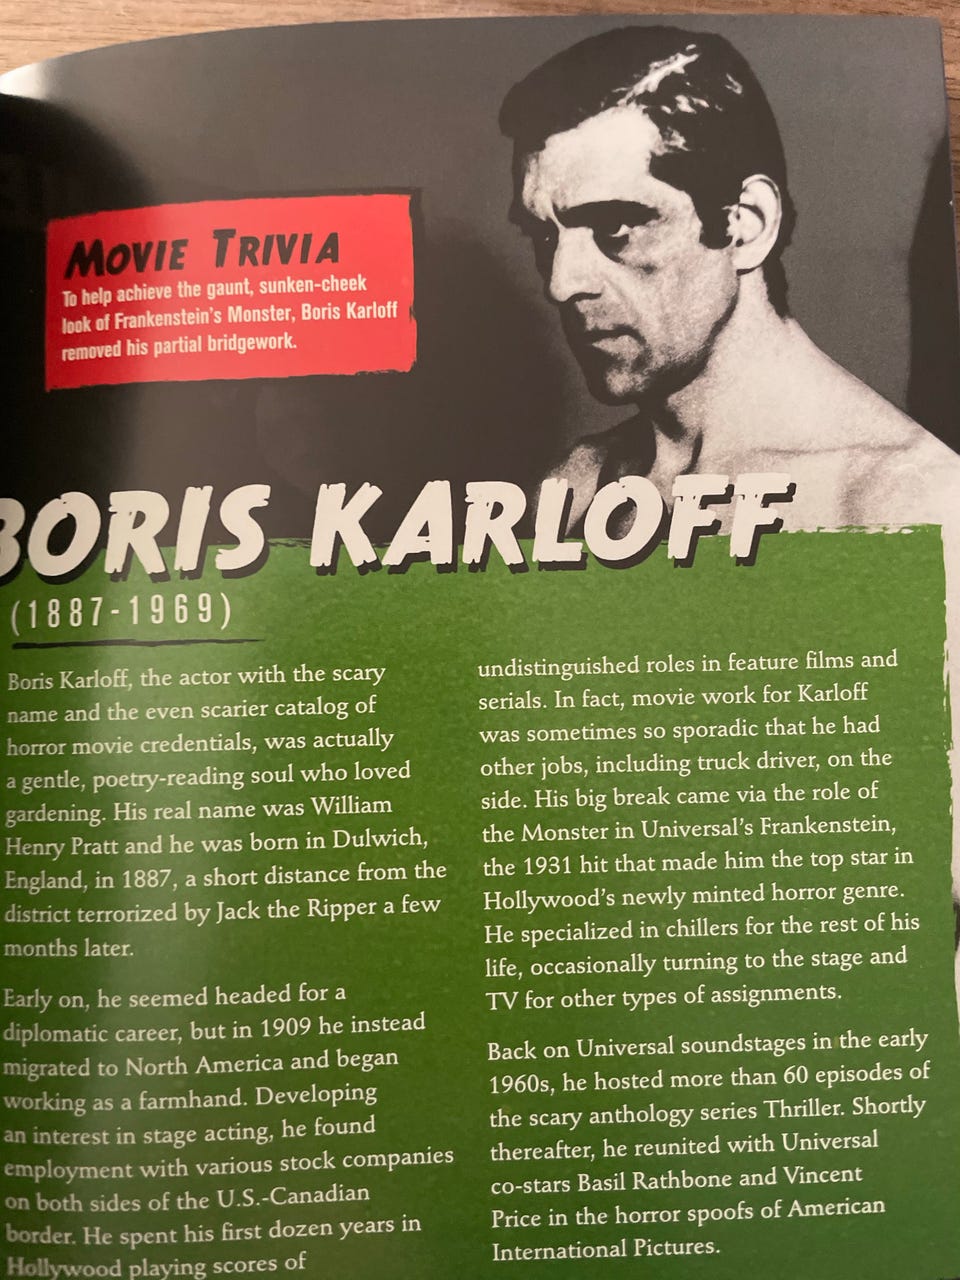 MOVIE TRIVIA
To help achieve the gaunt, sunken-cheek
look of Frankenstein's Monster, Boris Karloff
removed his partial bridgework.
BORIS KARLOFF
(1887-1969)
Boris Karloff, the actor with the scary
name and the even scarier catalog of
horror movie credentials, was actually
a gentle, poetry-reading soul who loved
gardening. His real name was William
Henry Pratt and he was born in Dulwich,
England, in 1887, a short distance from the
district terrorized by Jack the Ripper a few
months later.
Early on, he seemed headed for a
diplomatic career, but in 1909 he instead
migrated to North America and began
working as a farmhand. Developing
an interest in stage acting, he found
employment with various stock companies
on both sides of the U.S.-Canadian
border. He spent his first dozen years in
Hollywood playing scores of
undistinguished roles in feature films and
serials. In fact, movie work for Karloff
was sometimes so sporadic that he had
other jobs, including truck driver, on the
side. His big break came via the role of
the Monster in Universal's Frankenstein,
the 1931 hit that made him the top star in
Hollywood's newly minted horror genre.
He specialized in chillers for the rest of his
life, occasionally turning to the stage and
TV for other types of assignments.
Back on Universal soundstages in the early
1960s, he hosted more than 60 episodes of
the scary anthology series Thriller. Shortly
thereafter, he reunited with Universal
co-stars Basil Rathbone and Vincent
Price in the horror spoofs of American
International Pictures.